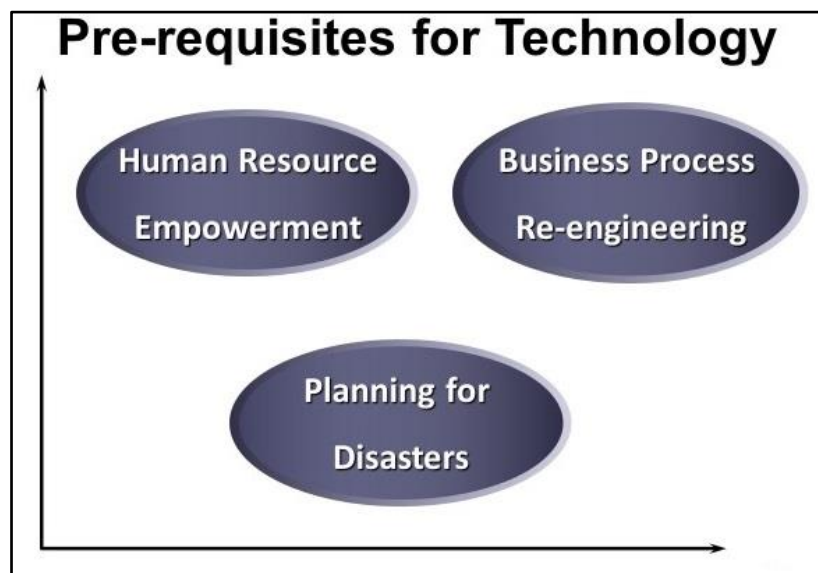 Pre-requisites for Technology
Human Resource
Empowerment
Business Process
Re-engineering
Planning for
Disasters